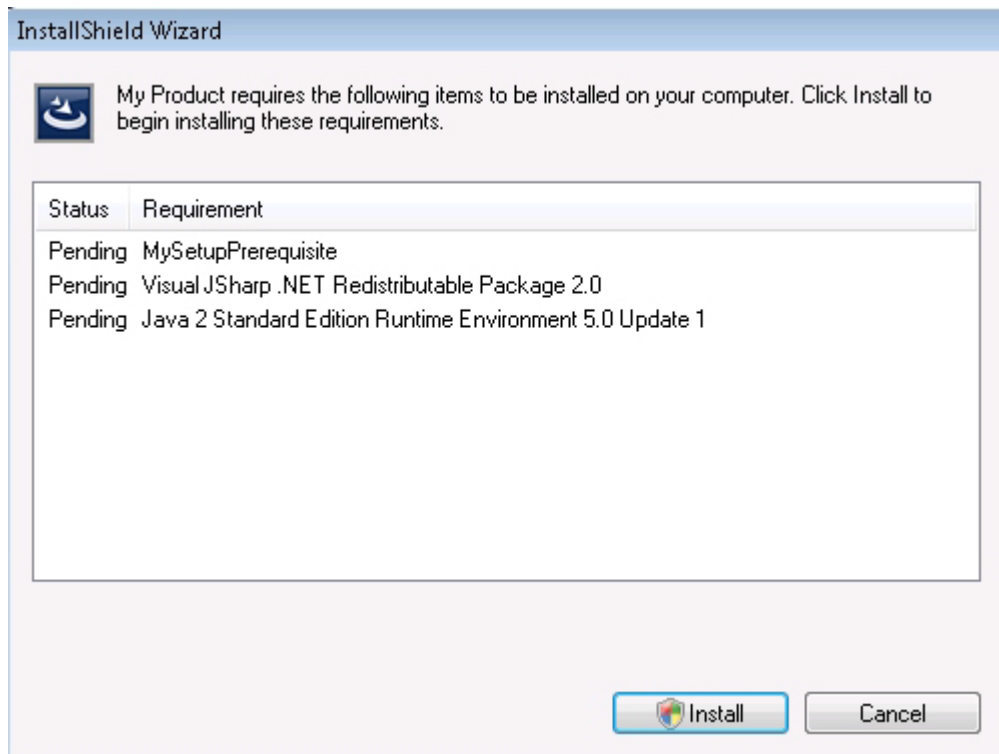 InstallShield Wizard
My Product requires the following items to be installed on your computer. Click Install to
begin installing these requirements.
Status Requirement
Pending MySetupPrerequisite
Pending Visual JSharp .NET Redistributable Package 2.0
Pending Java 2 Standard Edition Runtime Environment 5.0 Update 1
Install Cancel